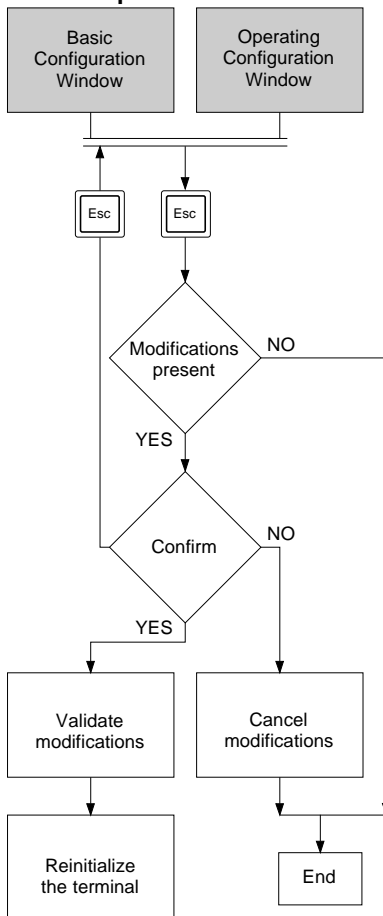 Basic
Configuration
Window
Operating
Configuration
Window
Esc
Esc
Modifications
present
NO
YES
Confirm
NO
YES
Validate
modifications
Cancel
modifications
Reinitialize
the terminal
End